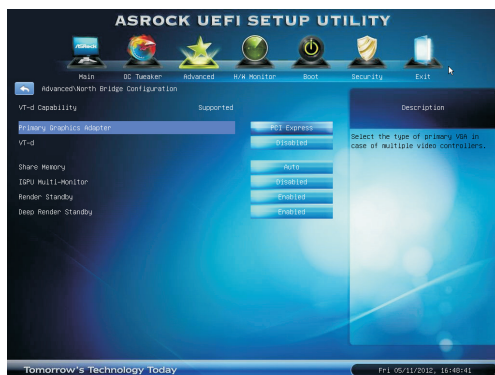 ASROCK UEFI SETUP UTILITY
ASRock
Main OC Tweaker Advanced H/W Monitor Boot Security Exit
Advanced\North Bridge Configuration
Description
VT-d Capability Supported
Primary Graphics Adapter PCI Express
Select the type of primary VGA in
case of multiple video controllers.
VT-d Disabled
Share Memory Auto
IGPU Multi-Monitor Disabled
Render Standby Enabled
Deep Render Standby Enabled
Tomorrow's Technology Today
Fri 05/11/2012, 16:48:41